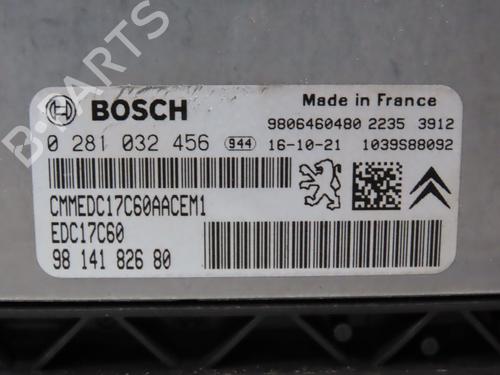 BOSCH
Made in France
9806460480 2235 3912
0 281 032 456 944 16-10-21 1039S88092
CMMEDC17C60AACEM1
EDC17C60
98 141 826 80
B-PARTS